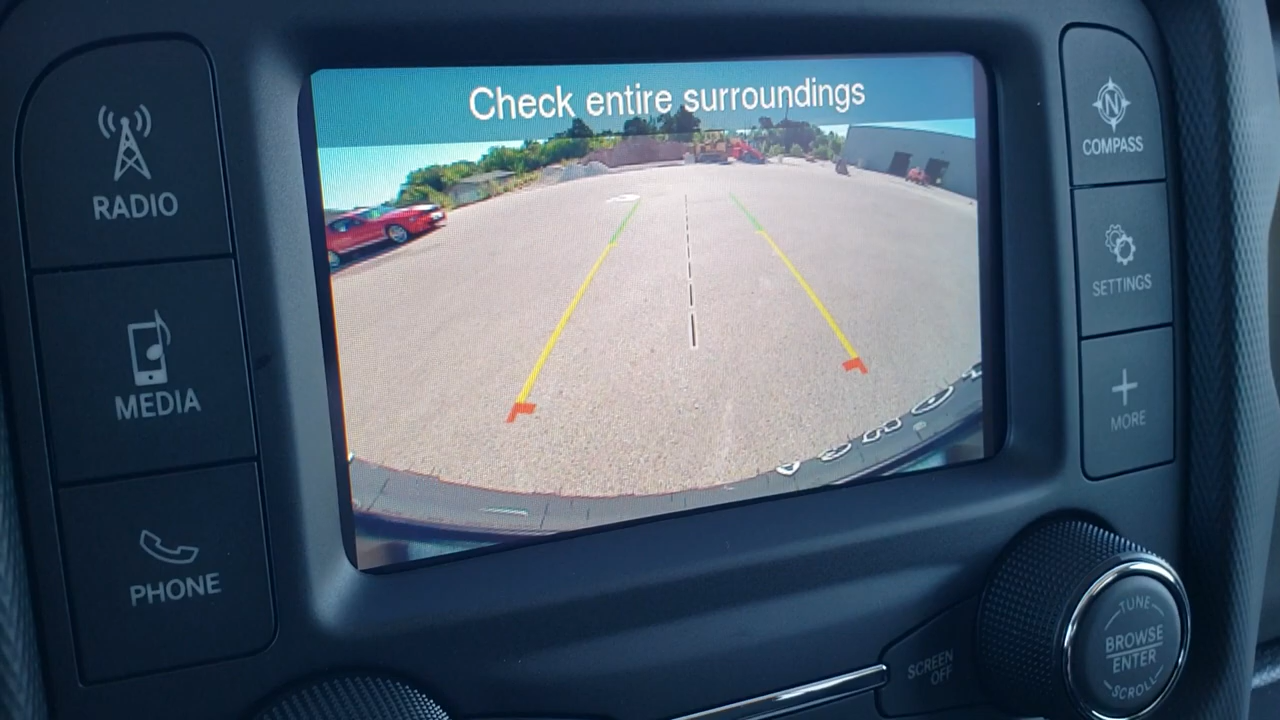 Check entire surroundings
RADIO
MEDIA
PHONE
N
COMPASS
SETTINGS
MORE
SCREEN
OFF
TUNE
BROWSE
ENTER
SCROLL